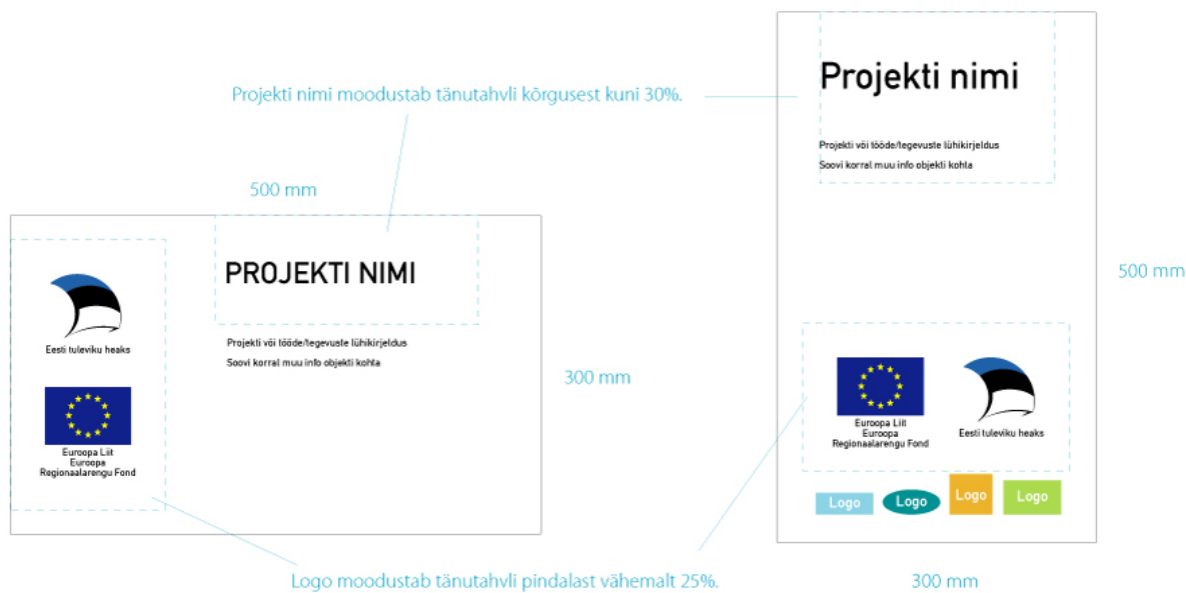 Projekti nimi moodustab tänutahvli kõrgusest kuni 30%.
500 mm
PROJEKTI NIMI
Projekti või tööde/tegevuste lühikirjeldus
Soovi korral muu info objekti kohta
Eesti tuleviku heaks
Euroopa Liit
Euroopa
Regionaalarengu Fond
300 mm
Projekti nimi
Projekti või tööde/tegevuste lühikirjeldus
Soovi korral muu info objekti kohta
500 mm
Euroopa Liit
Euroopa
Regionaalarengu Fond
Eesti tuleviku heaks
Logo
Logo
Logo
Logo
Logo moodustab tänutahvli pindalast vähemalt 25%.
300 mm